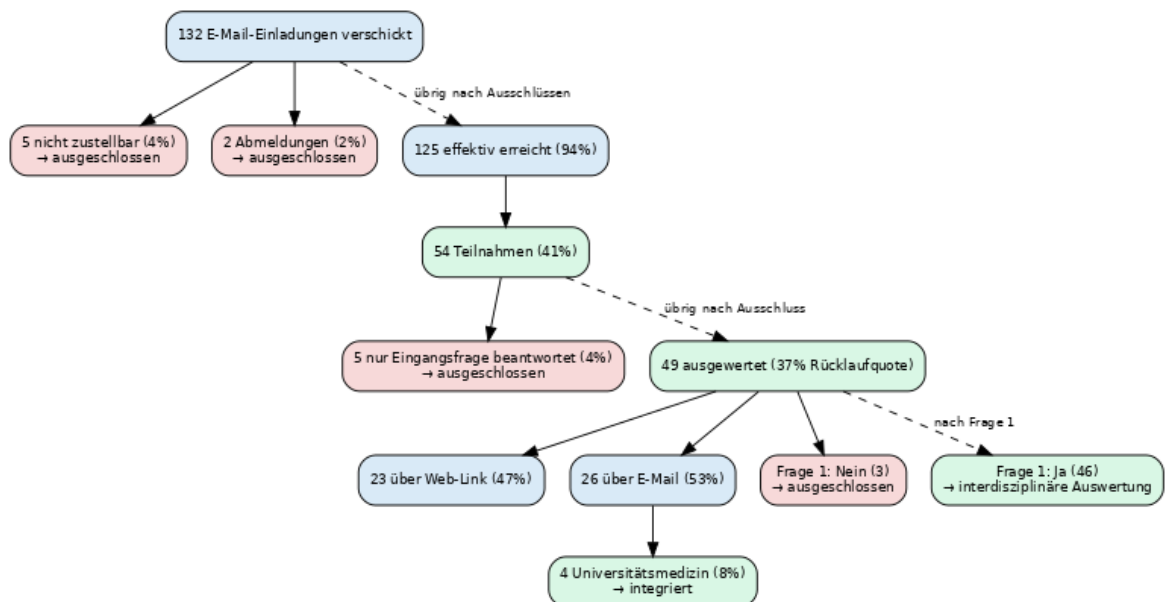 132 E-Mail-Einladungen verschickt
übrig nach Ausschlüssen
5 nicht zustellbar (4%)
→ ausgeschlossen
2 Abmeldungen (2%)
→ ausgeschlossen
125 effektiv erreicht (94%)
54 Teilnahmen (41%)
übrig nach Ausschluss
5 nur Eingangsfrage beantwortet (4%)
→ ausgeschlossen
49 ausgewertet (37% Rücklaufquote)
nach Frage 1
23 über Web-Link (47%)
26 über E-Mail (53%)
Frage 1: Nein (3)
→ ausgeschlossen
Frage 1: Ja (46)
→ interdisziplinäre Auswertung
4 Universitätsmedizin (8%)
→ integriert